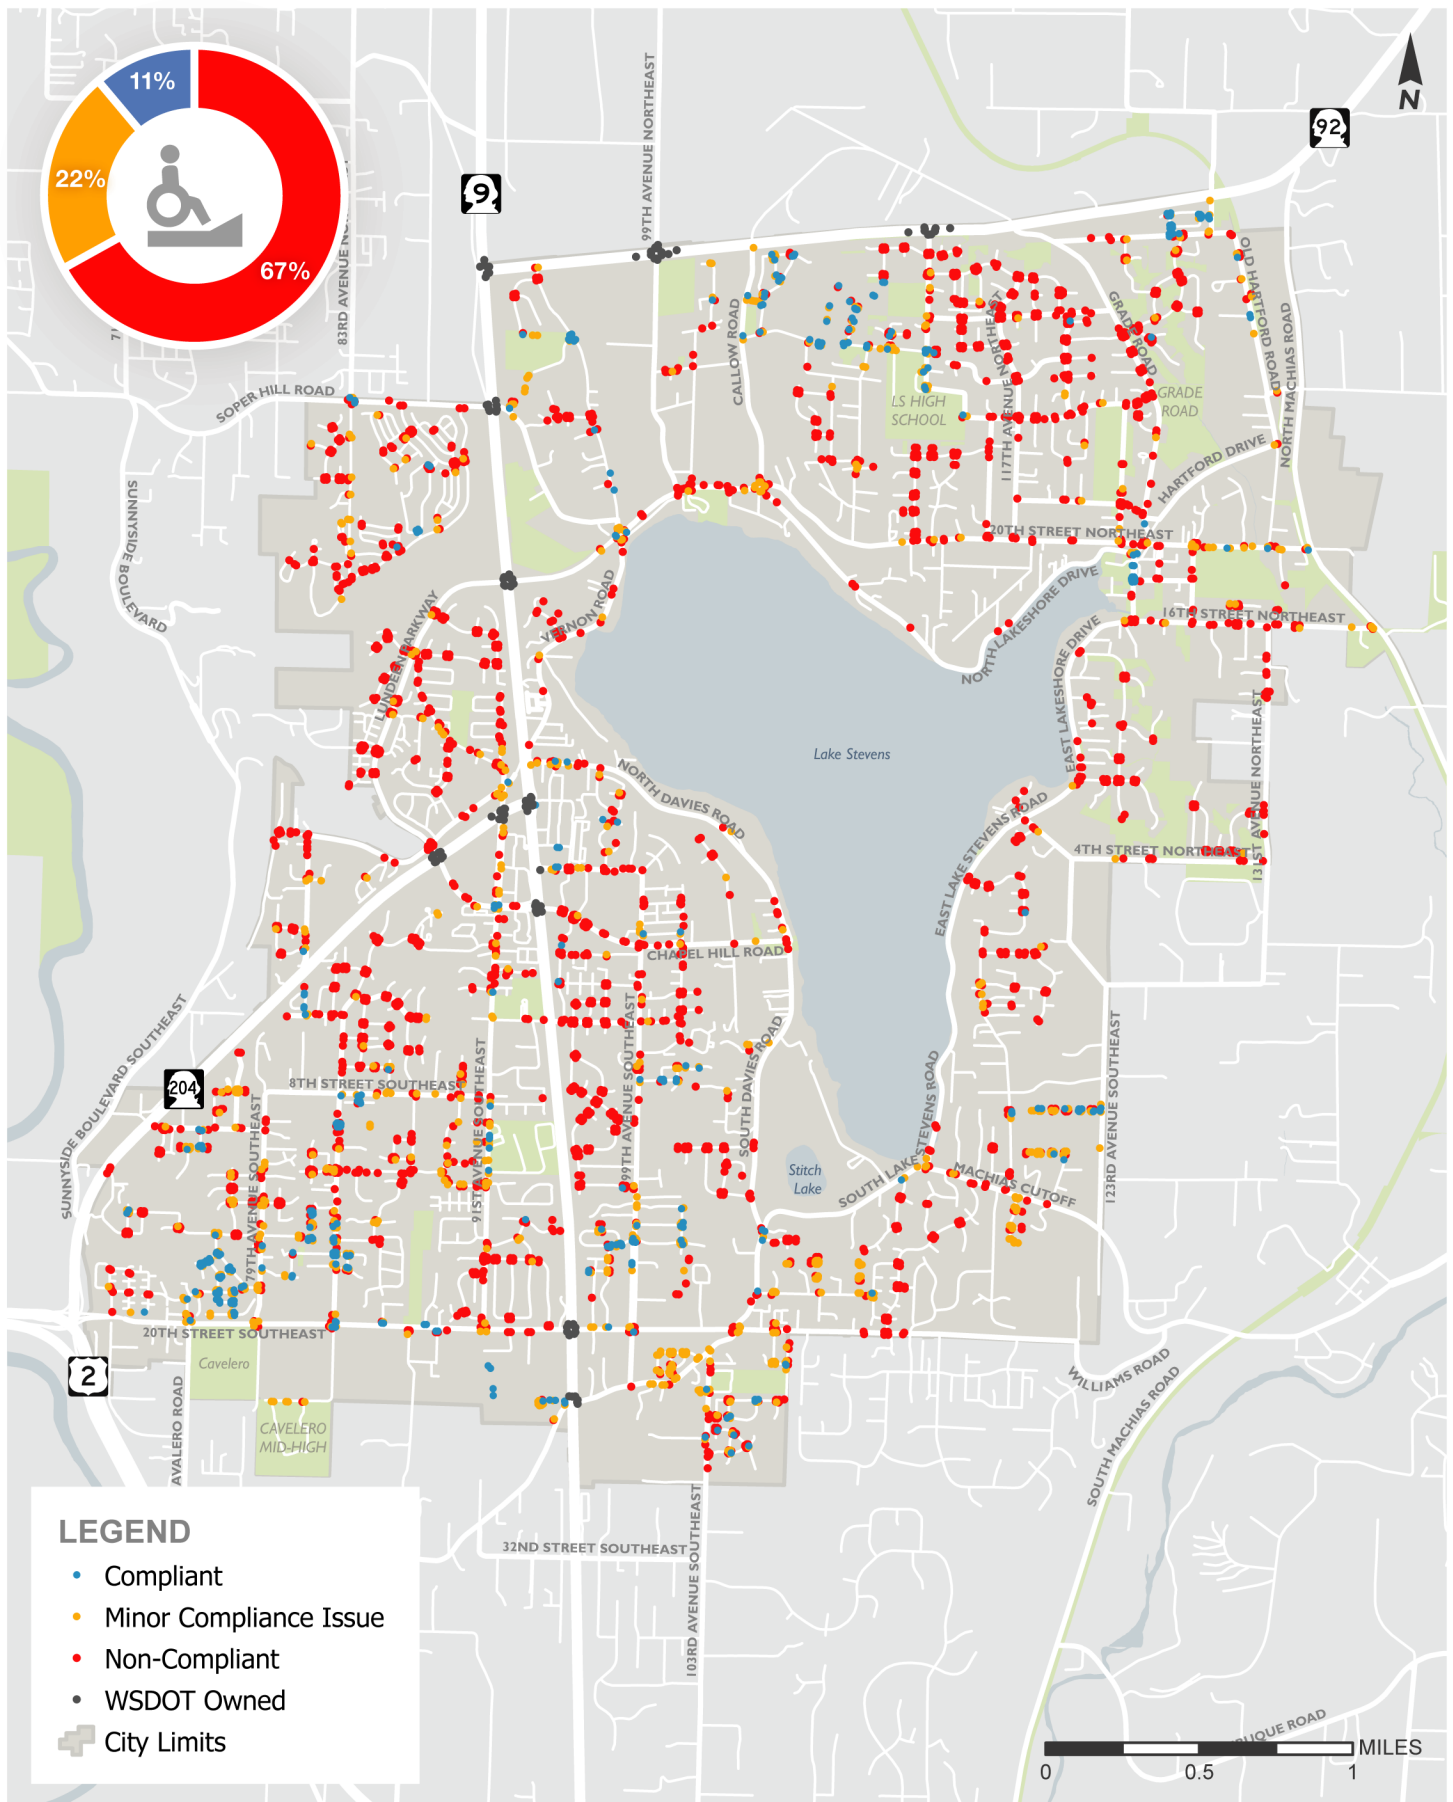 11%
22%
67%
N
92
9
99TH AVENUE NORTHEAST
83RD AVENUE NO
SOPER HILL ROAD
CALLOW ROAD
OLD HARTFORD ROAD
NORTH MACHIAS ROAD
GRADE ROAD
LS HIGH
SCHOOL
GRADE
ROAD
117TH AVENUE NORTHEAST
HARTFORD DRIVE
SUNNYSIDE BOULEVARD
20TH STREET NORTHEAST
VERNON ROAD
LUNDEEN PARKWAY
NORTH LAKESHORE DRIVE
16TH STREET NORTHEAST
EAST LAKESHORE DRIVE
131ST AVENUE NORTHEAST
Lake Stevens
NORTH DAVIES ROAD
EAST LAKE STEVENS ROAD
4TH STREET NORTHEAST
CHAPEL HILL ROAD
SUNNYSIDE BOULEVARD SOUTHEAST
204
8TH STREET SOUTHEAST
79TH AVENUE SOUTHEAST
91ST AVENUE SOUTHEAST
99TH AVENUE SOUTHEAST
SOUTH DAVIES ROAD
Stitch
Lake
SOUTH LAKE STEVENS ROAD
MACHIAS CUTOFF
123RD AVENUE SOUTHEAST
20TH STREET SOUTHEAST
2
Cavelero
CAVELERO
MID-HIGH
AVALERO ROAD
WILLIAMS ROAD
SOUTH MACHIAS ROAD
32ND STREET SOUTHEAST
103RD AVENUE SOUTHEAST
LEGEND
Compliant
Minor Compliance Issue
Non-Compliant
WSDOT Owned
City Limits
UQUE ROAD
MILES
0
0.5
1